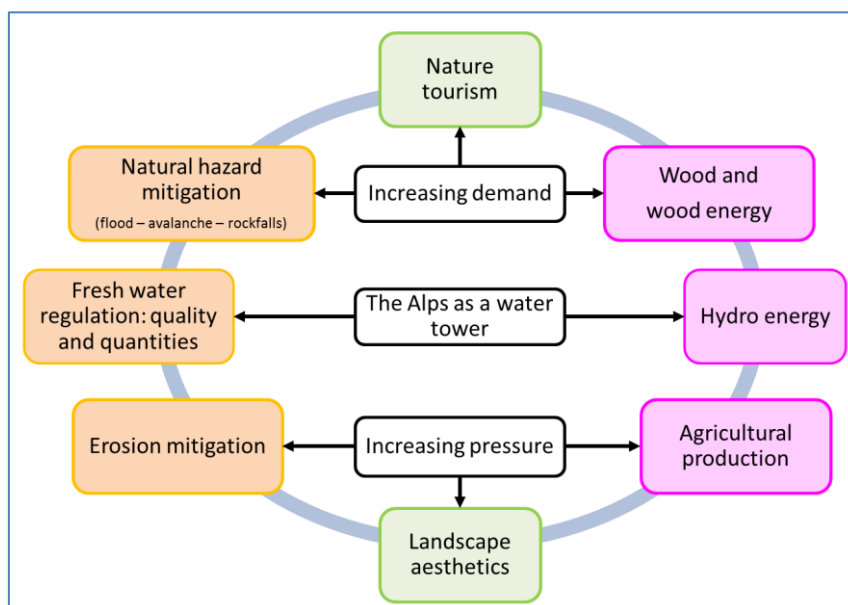 Nature
tourism
Natural hazard
mitigation
(flood – avalanche – rockfalls)
Increasing demand
Wood and
wood energy
Fresh water
regulation: quality
and quantities
The Alps as a water
tower
Hydro energy
Erosion mitigation
Increasing pressure
Agricultural
production
Landscape
aesthetics